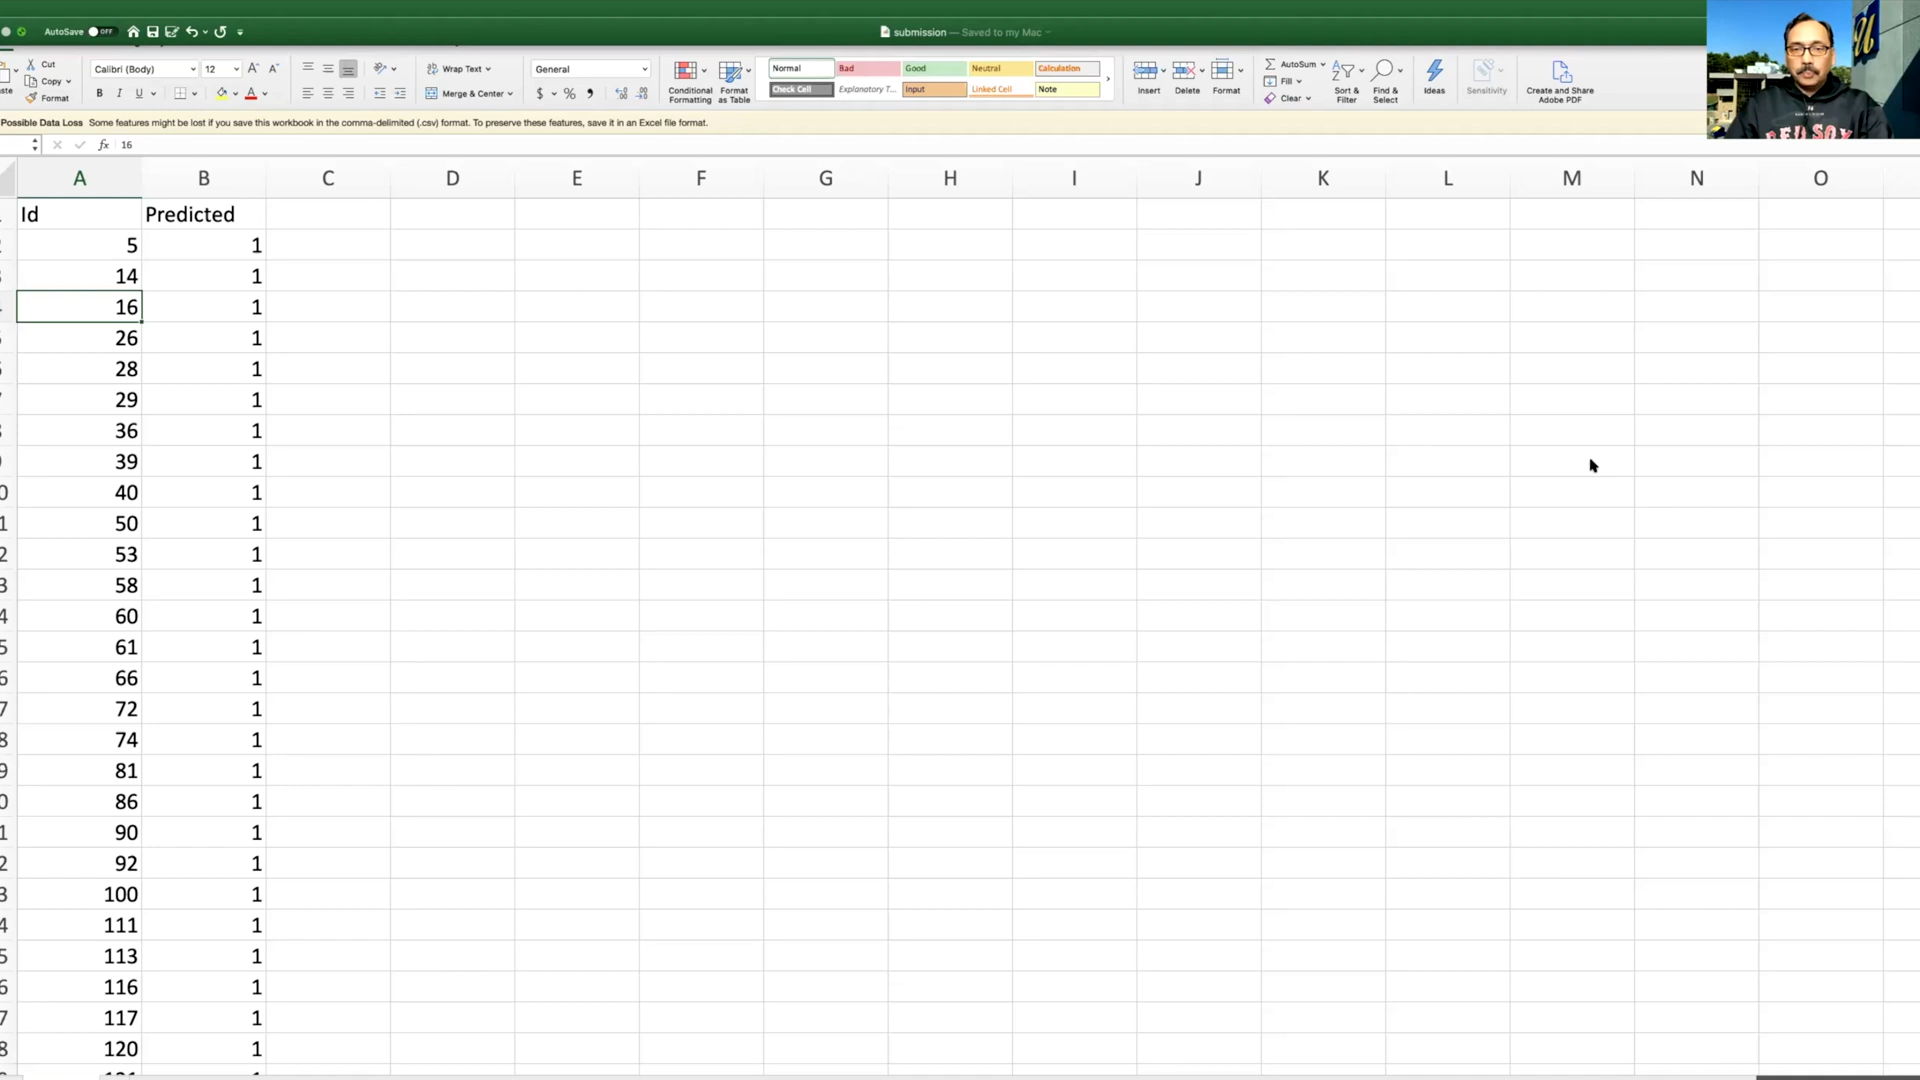 AutoSave OFF submission — Saved to my Mac
Cut Calibri (Body) 12 Wrap Text General Normal Bad Good Neutral Calculation AutoSum
Copy Fill
Format B I U Merge & Center $ % Check Cell Explanatory T... Input Linked Cell Note Clear
Conditional Formatting Format as Table Insert Delete Format Sort & Filter Find & Select Ideas Sensitivity Create and Share Adobe PDF
Possible Data Loss Some features might be lost if you save this workbook in the comma-delimited (.csv) format. To preserve these features, save it in an Excel file format.
fx 16
A B C D E F G H I J K L M N O
Id Predicted
5 1
14 1
16 1
26 1
28 1
29 1
36 1
39 1
40 1
50 1
53 1
58 1
60 1
61 1
66 1
72 1
74 1
81 1
86 1
90 1
92 1
100 1
111 1
113 1
116 1
117 1
120 1
RED SOX